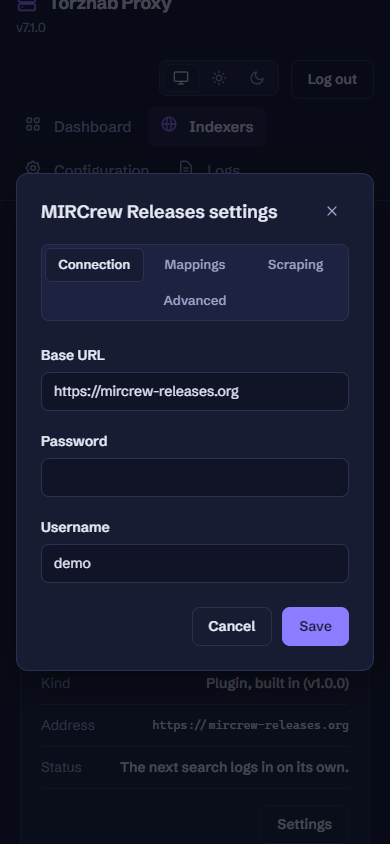 Torznab Proxy
v7.1.0
Log out
Dashboard
Indexers
Configuration
Logs
MIRCrew Releases settings
Connection
Mappings
Scraping
Advanced
Base URL
https://mircrew-releases.org
Password
Username
demo
Cancel
Save
Kind
Plugin, built in (v1.0.0)
Address
https://mircrew-releases.org
Status
The next search logs in on its own.
Settings